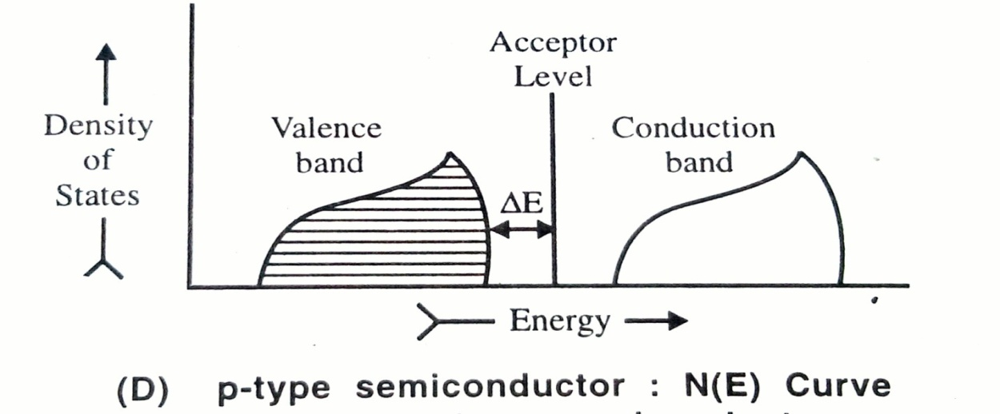 Acceptor
Level
Density
of
States
Valence
band
Conduction
band
ΔE
Energy
(D) p-type semiconductor : N(E) Curve